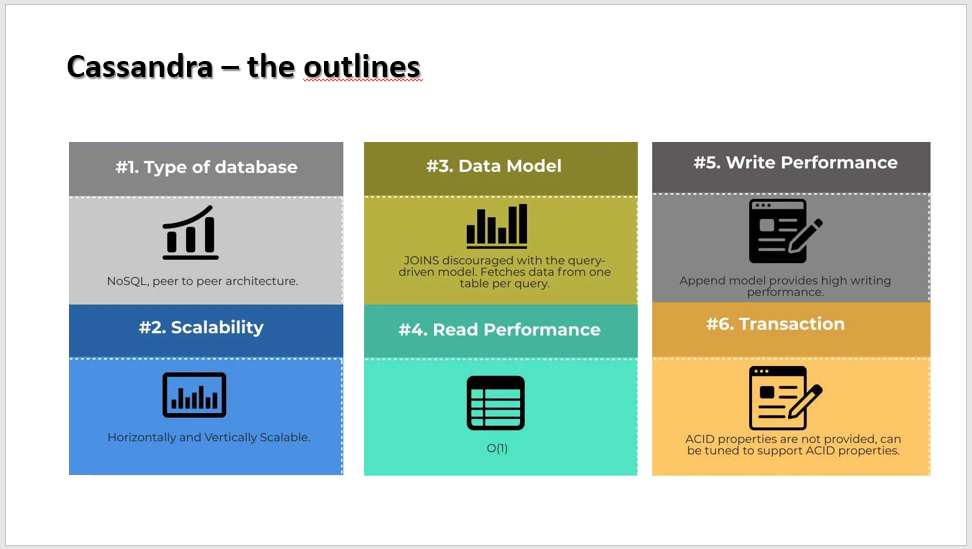 Cassandra – the outlines
#1. Type of database
NoSQL, peer to peer architecture.
#2. Scalability
Horizontally and Vertically Scalable.
#3. Data Model
JOINS discouraged with the query-
driven model. Fetches data from one
table per query.
#4. Read Performance
O(1)
#5. Write Performance
Append model provides high writing
performance.
#6. Transaction
ACID properties are not provided, can
be tuned to support ACID properties.